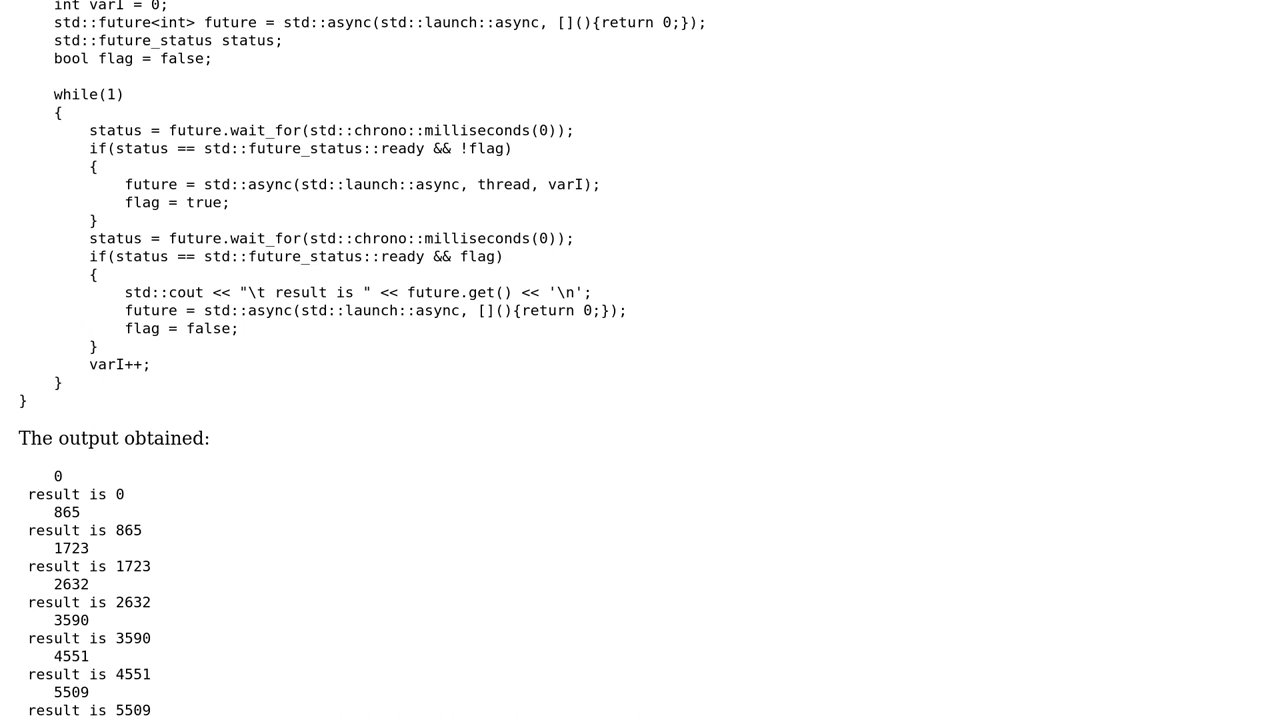 int varI = 0;
std::future<int> future = std::async(std::launch::async, [](){return 0;});
std::future_status status;
bool flag = false;
while(1)
{
status = future.wait_for(std::chrono::milliseconds(0));
if(status == std::future_status::ready && !flag)
{
future = std::async(std::launch::async, thread, varI);
flag = true;
}
status = future.wait_for(std::chrono::milliseconds(0));
if(status == std::future_status::ready && flag)
{
std::cout << "\t result is " << future.get() << '\n';
future = std::async(std::launch::async, [](){return 0;});
flag = false;
}
varI++;
}
}
The output obtained:
0
result is 0
865
result is 865
1723
result is 1723
2632
result is 2632
3590
result is 3590
4551
result is 4551
5509
result is 5509